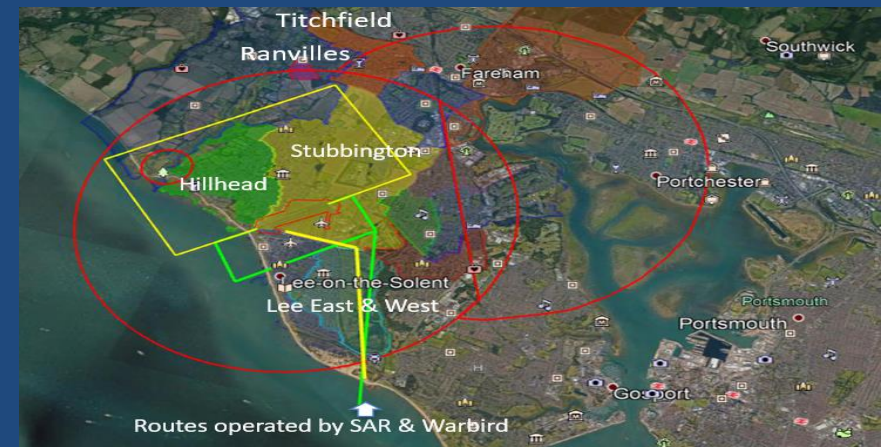 Titchfield
Ranvilles
Southwick
Fareham
Stubbington
Hillhead
Portchester
Lee-on-the-Solent
Lee East & West
Portsmouth
Portsmouth
Gosport
Routes operated by SAR & Warbird